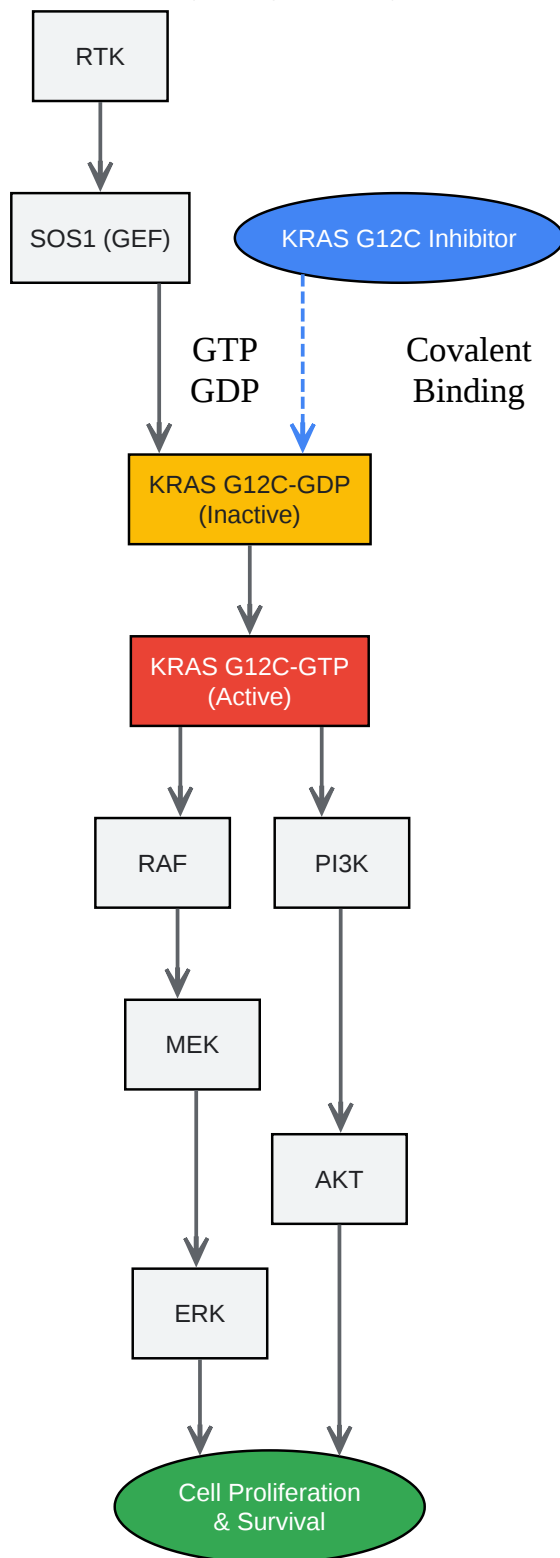 RTK
SOS1 (GEF)
KRAS G12C Inhibitor
GTP
GDP
Covalent
Binding
KRAS G12C-GDP
(Inactive)
KRAS G12C-GTP
(Active)
RAF
PI3K
MEK
AKT
ERK
Cell Proliferation
& Survival